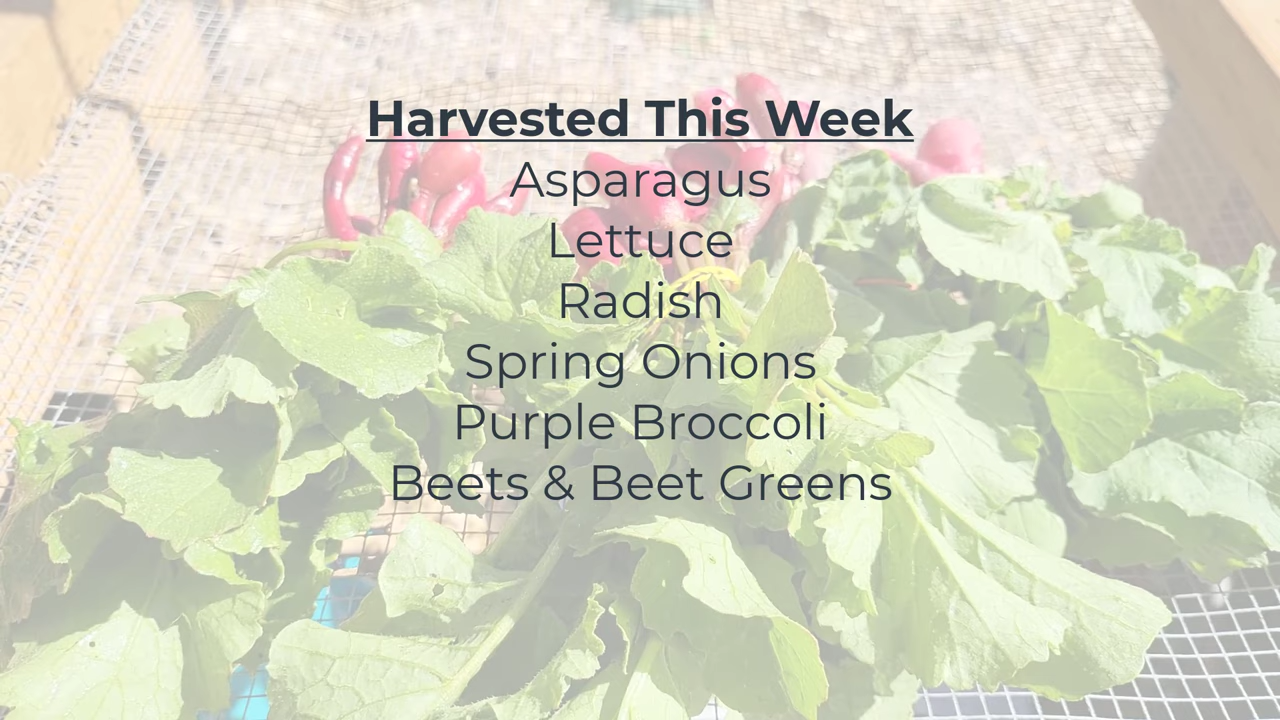 Harvested This Week
Asparagus
Lettuce
Radish
Spring Onions
Purple Broccoli
Beets & Beet Greens